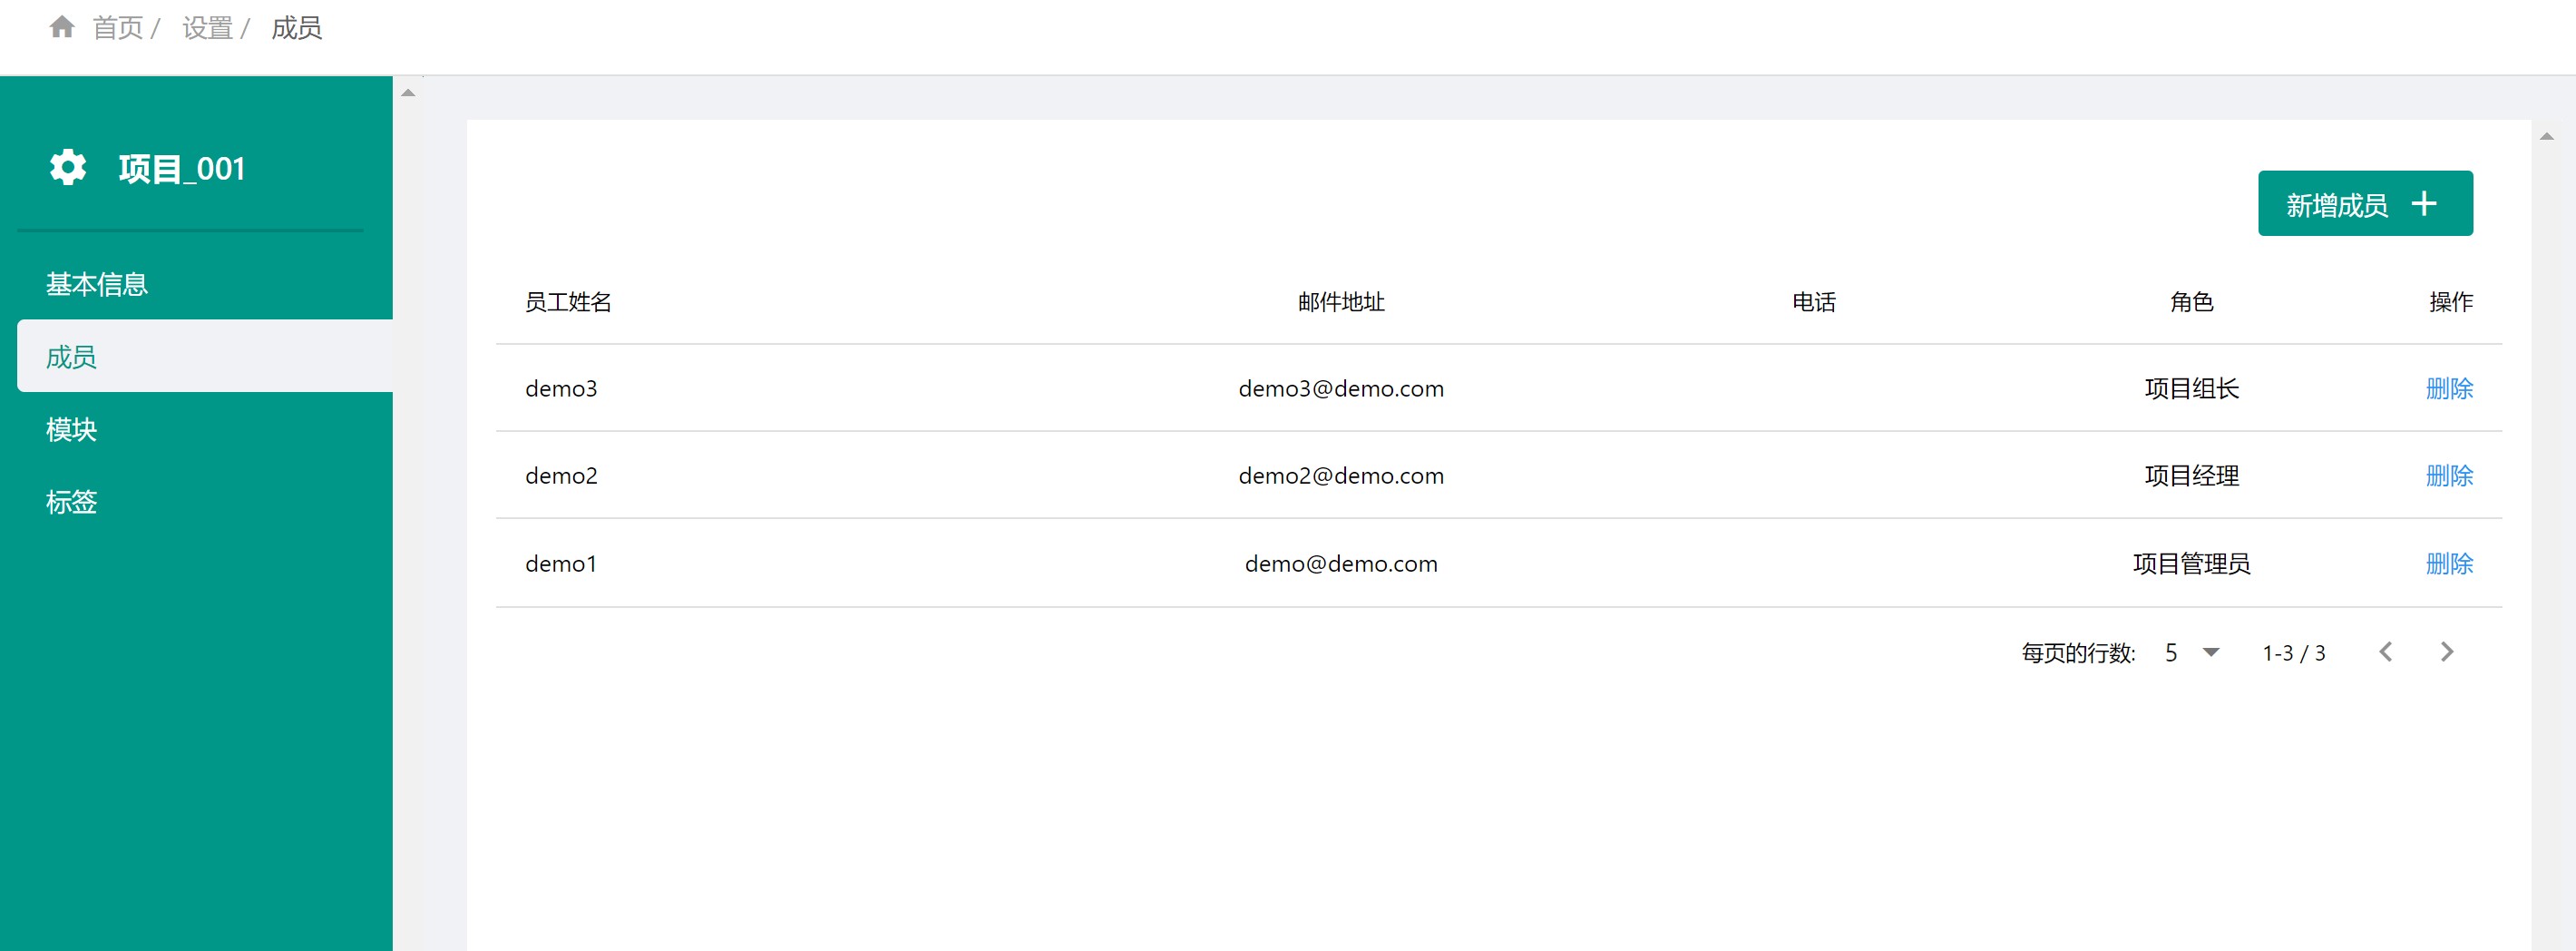 首页 / 设置 / 成员
项目_001
基本信息
成员
模块
标签
新增成员
员工姓名 邮件地址 电话 角色 操作
demo3 demo3@demo.com 项目组长 删除
demo2 demo2@demo.com 项目经理 删除
demo1 demo@demo.com 项目管理员 删除
每页的行数: 5 1-3 / 3